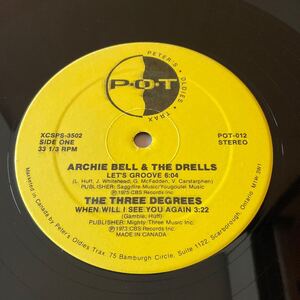 PETER'S · OLDIES · TRAX
P·O·T
XCSPS-3502
SIDE ONE
33 1/3 RPM
POT-012
STEREO
ARCHIE BELL & THE DRELLS
LET'S GROOVE 6:04
(L. Huff, J. Whitehead, G. McFadden, V. Carstarphen)
PUBLISHER: Saggifire Music/Yougoulei Music
℗ 1975 CBS Records Inc
THE THREE DEGREES
WHEN WILL I SEE YOU AGAIN 3:22
(Gamble, Huff)
PUBLISHER: Mighty-Three Music Inc.
℗ 1973 CBS Records Inc
MADE IN CANADA
Manufactured in Canada by Peter's Oldies Trax, 75 Bamburgh Circle, Suite 1122, Scarborough, Ontario M1W 3W1